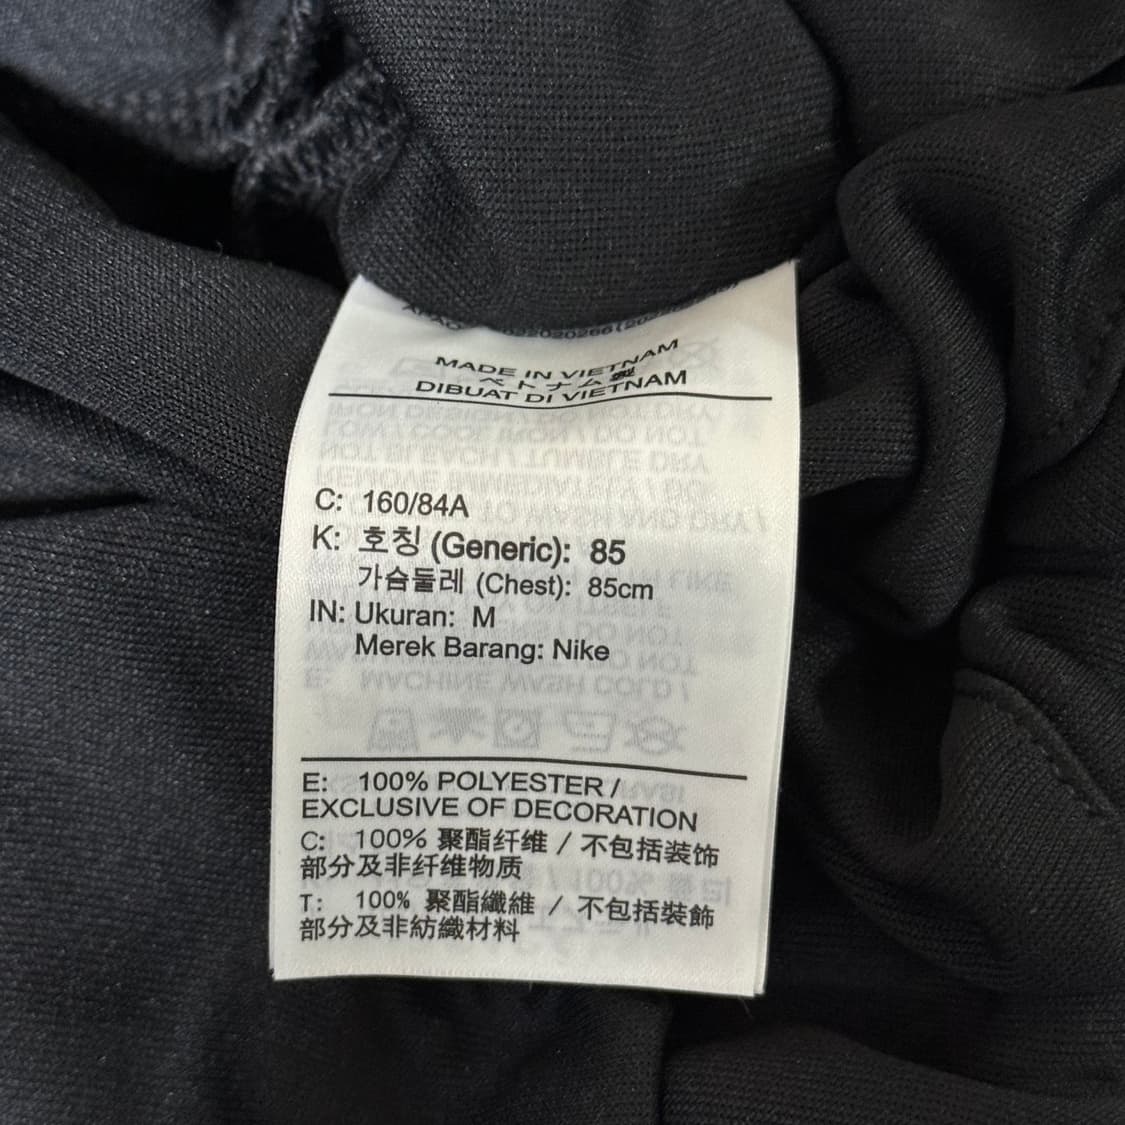 MADE IN VIETNAM
ベトナム製
DIBUAT DI VIETNAM
C: 160/84A
K: 호칭 (Generic): 85
가슴둘레 (Chest): 85cm
IN: Ukuran: M
Merek Barang: Nike
E: 100% POLYESTER /
EXCLUSIVE OF DECORATION
C: 100% 聚酯纤维 / 不包括装饰
部分及非纤维物质
T: 100% 聚酯纖維 / 不包括裝飾
部分及非紡織材料